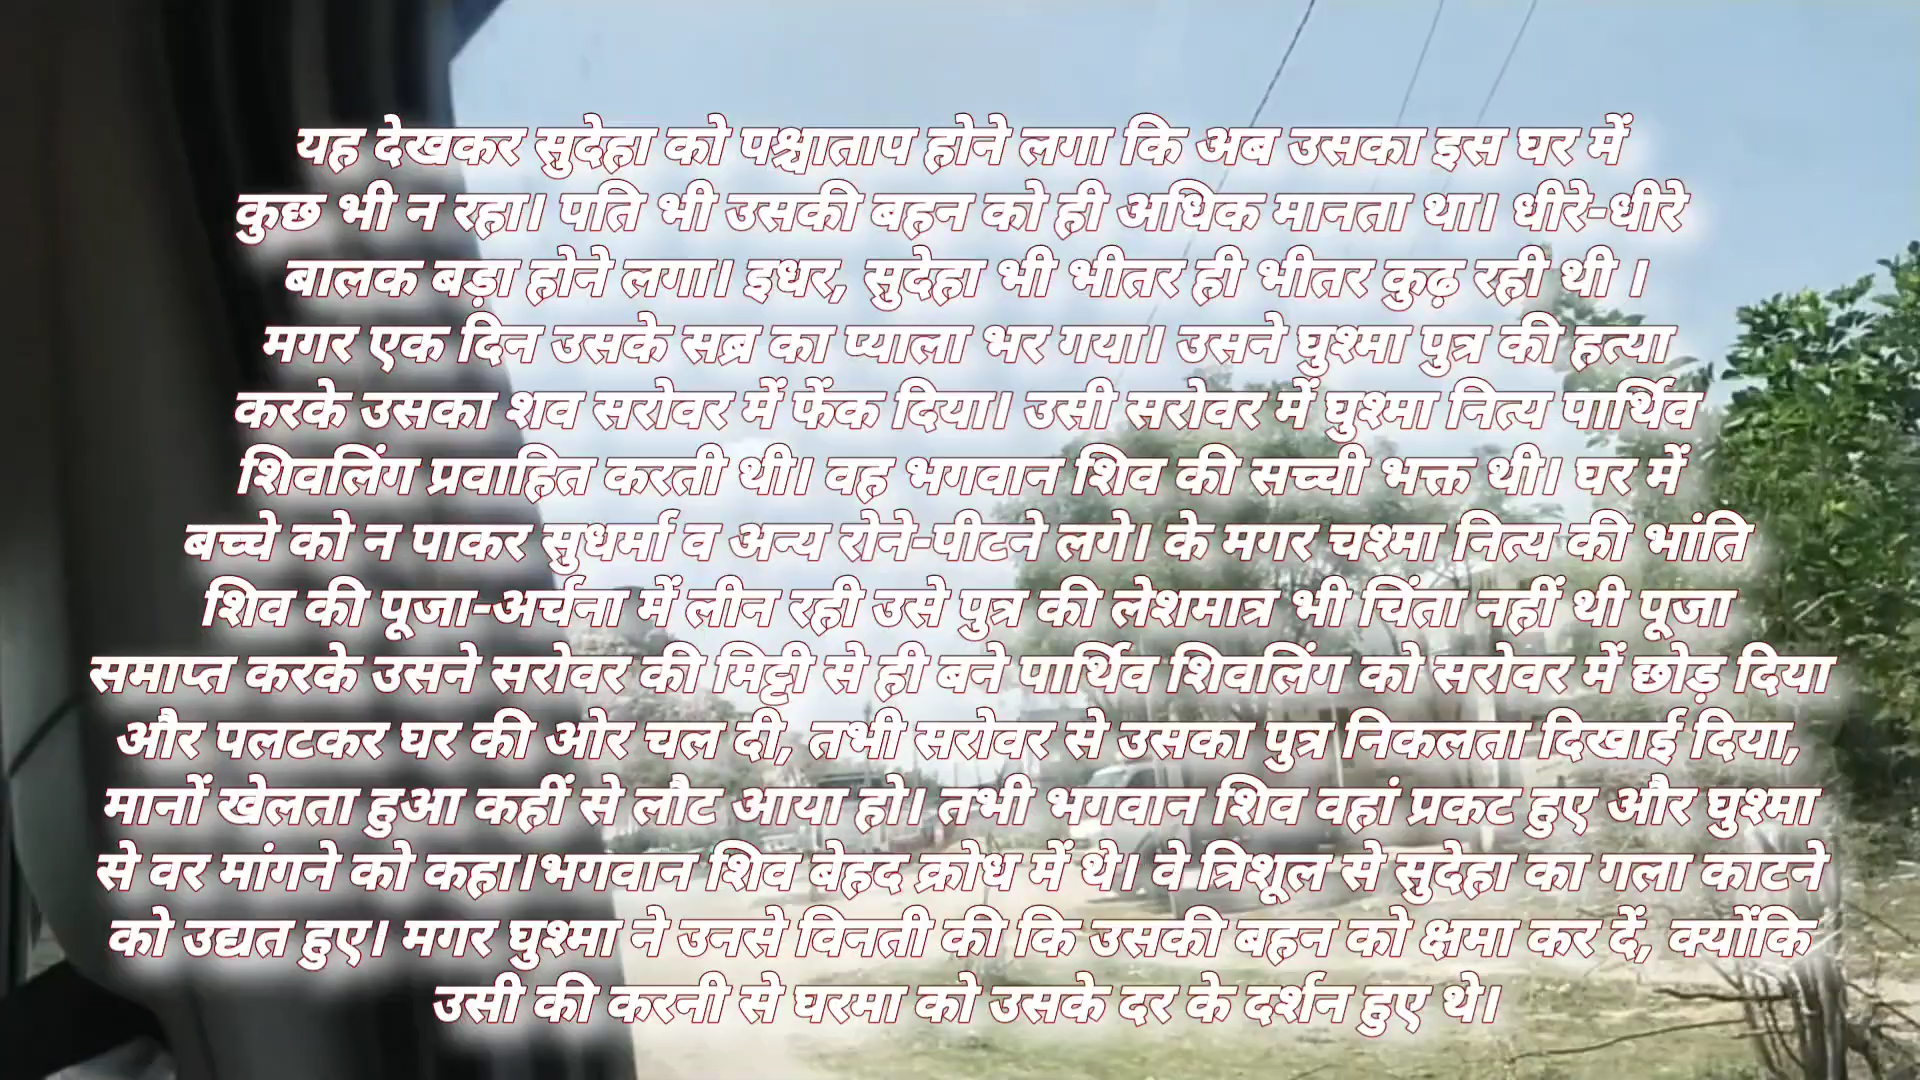 यह देखकर सुदेहा को पश्चाताप होने लगा कि अब उसका इस घर में
कुछ भी न रहा। पति भी उसकी बहन को ही अधिक मानता था। धीरे-धीरे
बालक बड़ा होने लगा। इधर, सुदेहा भी भीतर ही भीतर कुढ़ रही थी ।
मगर एक दिन उसके सब्र का प्याला भर गया। उसने घुश्मा पुत्र की हत्या
करके उसका शव सरोवर में फेंक दिया। उसी सरोवर में घुश्मा नित्य पार्थिव
शिवलिंग प्रवाहित करती थी। वह भगवान शिव की सच्ची भक्त थी। घर में
बच्चे को न पाकर सुधर्मा व अन्य रोने-पीटने लगे। के मगर चश्मा नित्य की भांति
शिव की पूजा-अर्चना में लीन रही उसे पुत्र की लेशमात्र भी चिंता नहीं थी पूजा
समाप्त करके उसने सरोवर की मिट्टी से ही बने पार्थिव शिवलिंग को सरोवर में छोड़ दिया
और पलटकर घर की ओर चल दी, तभी सरोवर से उसका पुत्र निकलता दिखाई दिया,
मानों खेलता हुआ कहीं से लौट आया हो। तभी भगवान शिव वहां प्रकट हुए और घुश्मा
से वर मांगने को कहा।भगवान शिव बेहद क्रोध में थे। वे त्रिशूल से सुदेहा का गला काटने
को उद्यत हुए। मगर घुश्मा ने उनसे विनती की कि उसकी बहन को क्षमा कर दें, क्योंकि
उसी की करनी से घरमा को उसके दर के दर्शन हुए थे।